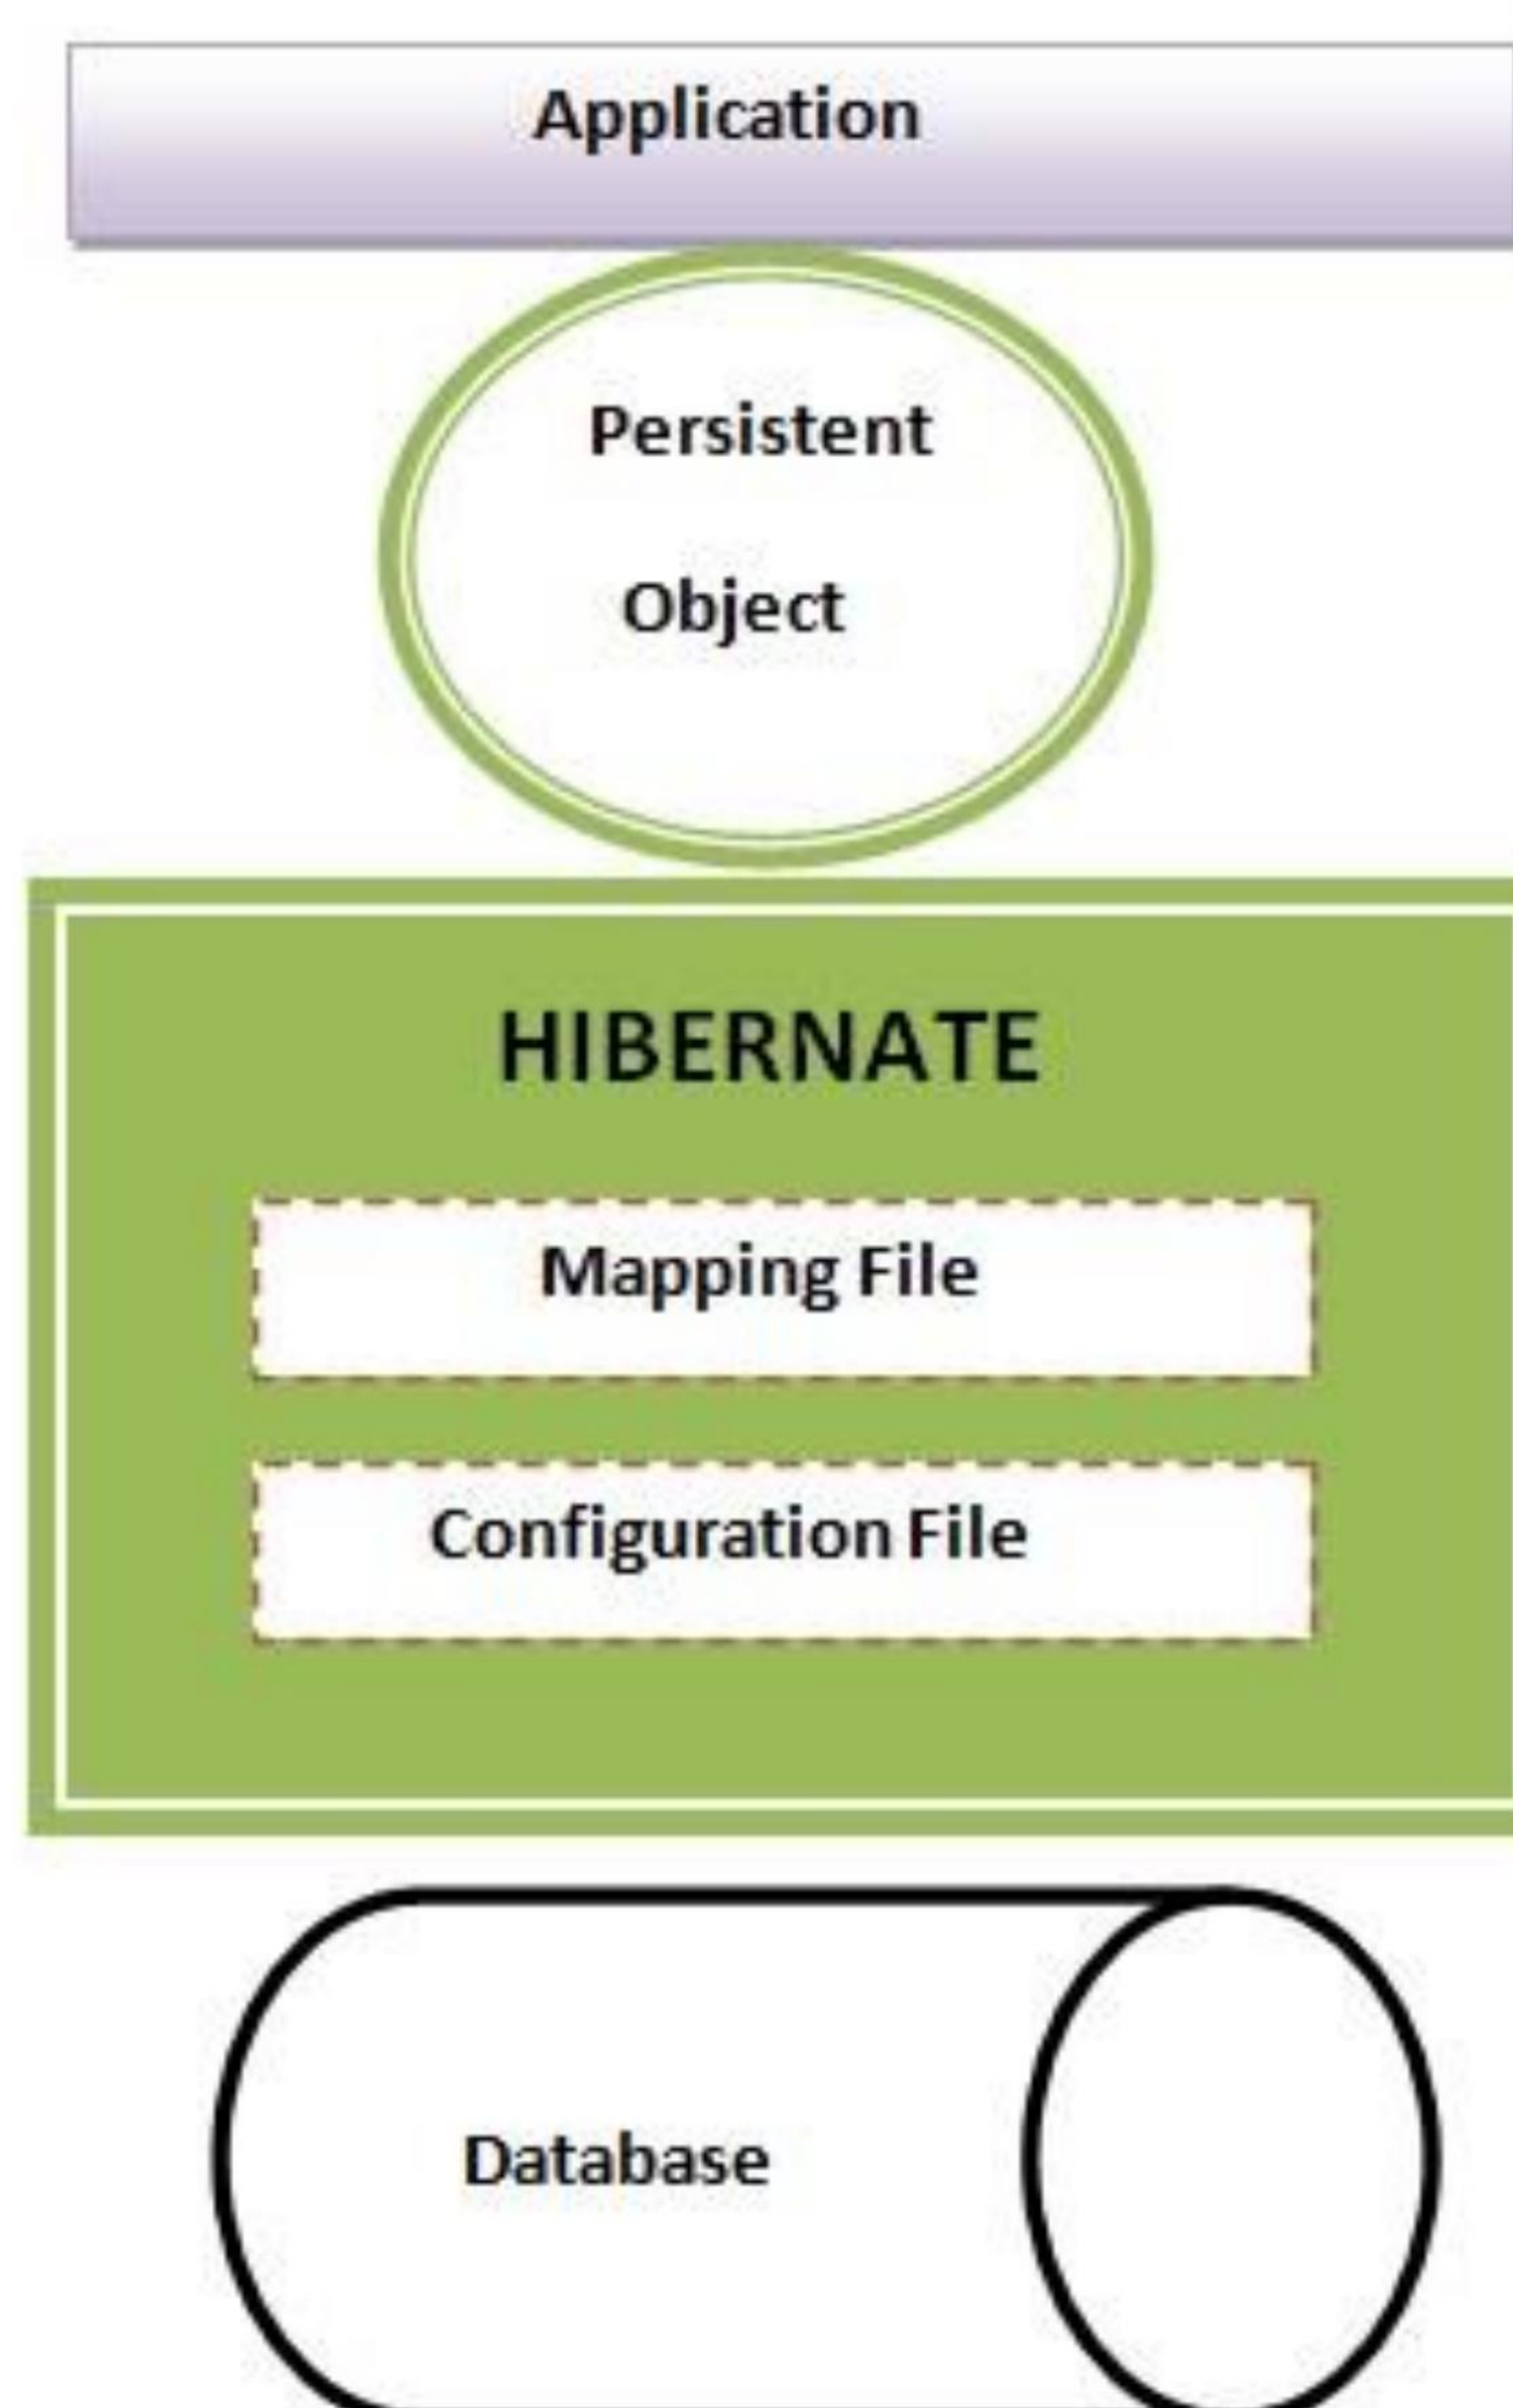 Application
Persistent
Object
HIBERNATE
Mapping File
Configuration File
Database